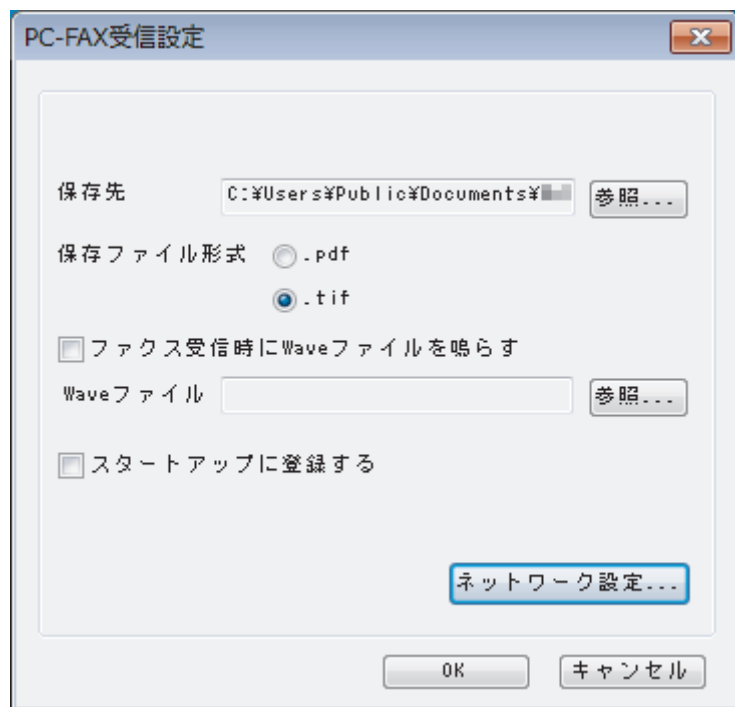 PC-FAX受信設定
保存先 C:¥Users¥Public¥Documents¥ 参照...
保存ファイル形式 .pdf
.tif
ファクス受信時にWaveファイルを鳴らす
Waveファイル 参照...
スタートアップに登録する
ネットワーク設定...
OK キャンセル